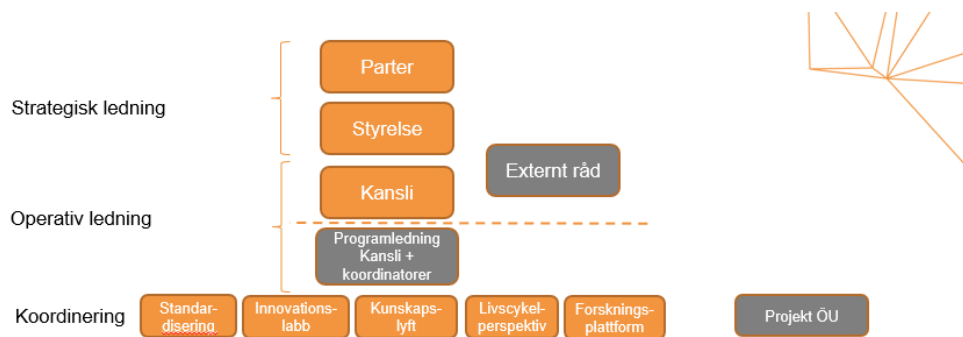 Parter
Strategisk ledning
Styrelse
Externt råd
Kansli
Operativ ledning
Programledning
Kansli +
koordinatorer
Koordinering
Standar-
disering
Innovations-
labb
Kunskaps-
lyft
Livscykel-
perspektiv
Forsknings-
plattform
Projekt ÖU